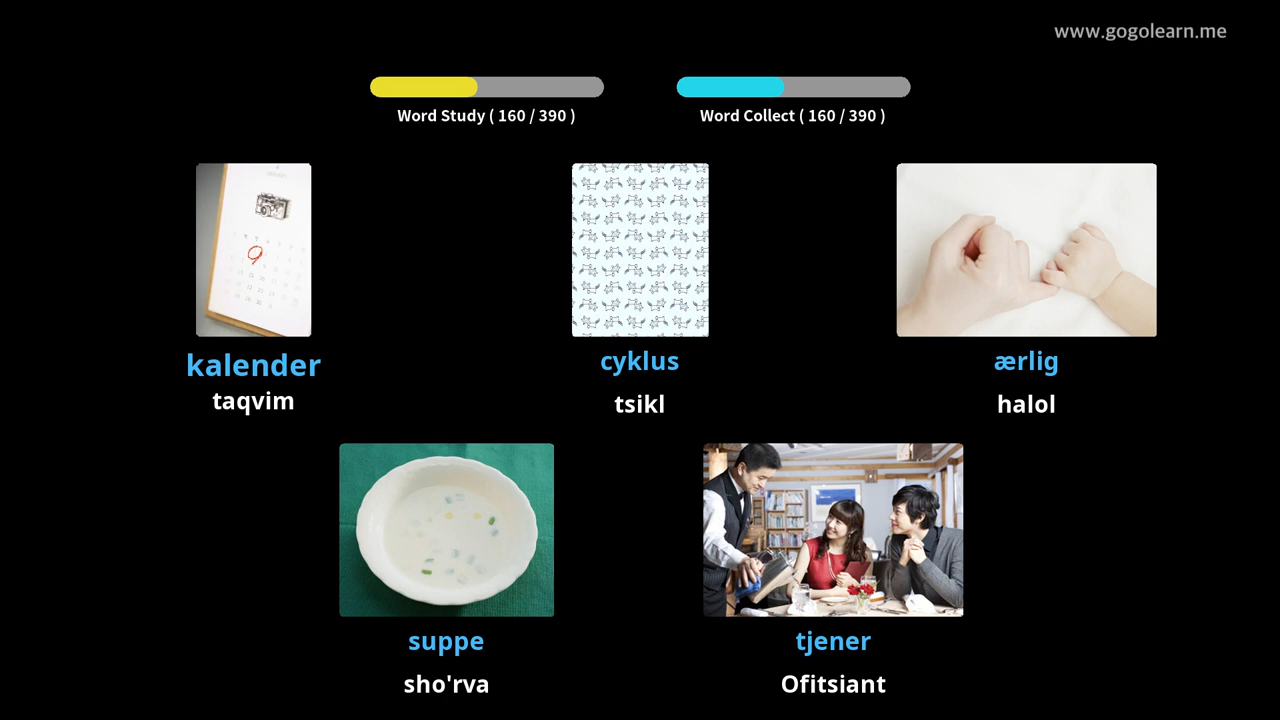 www.gogolearn.me
Word Study ( 160 / 390 )
Word Collect ( 160 / 390 )
kalender
taqvim
cyklus
tsikl
ærlig
halol
suppe
sho'rva
tjener
Ofitsiant